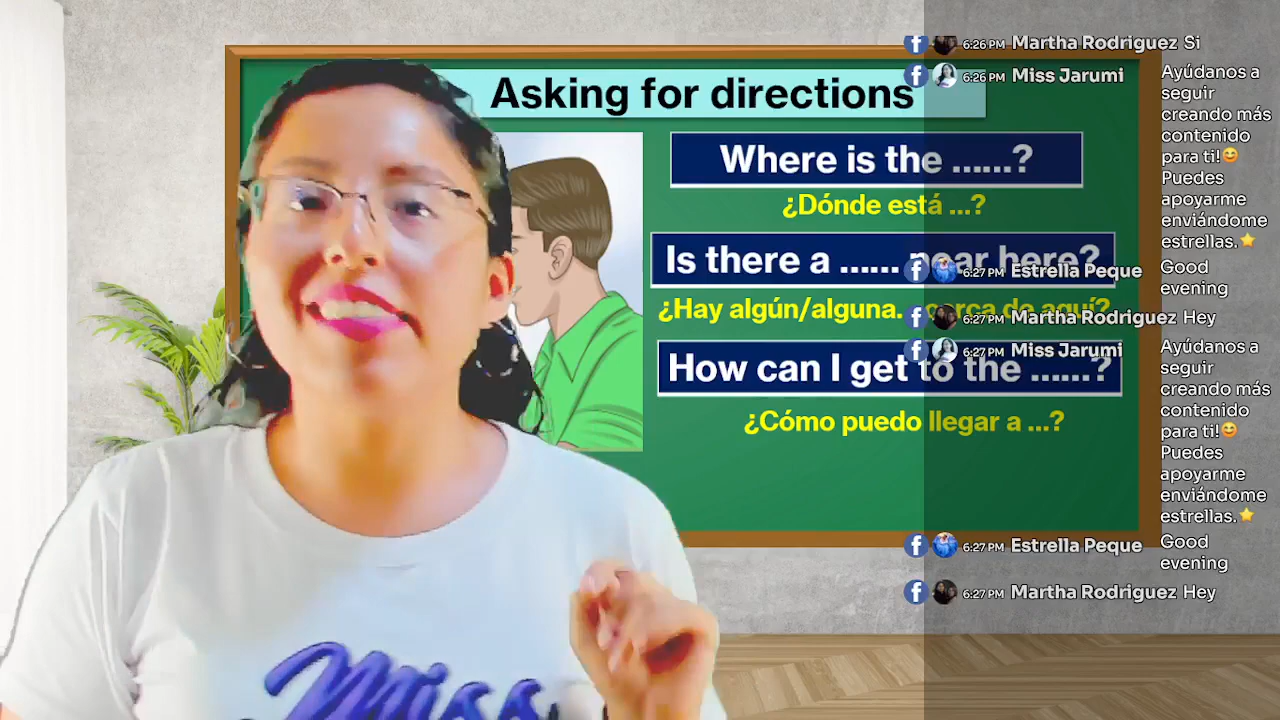 Asking for directions
Where is the ......?
¿Dónde está ...?
Is there a ...... near here?
¿Hay algún/alguna... cerca de aquí?
How can I get to the ......?
¿Cómo puedo llegar a ...?
Miss
6:26 PM Martha Rodriguez Si
6:26 PM Miss Jarumi Ayúdanos a
seguir
creando más
contenido
para ti!😊
Puedes
apoyarme
enviándome
estrellas.⭐
6:27 PM Estrella Peque Good
evening
6:27 PM Martha Rodriguez Hey
6:27 PM Miss Jarumi Ayúdanos a
seguir
creando más
contenido
para ti!😊
Puedes
apoyarme
enviándome
estrellas.⭐
6:27 PM Estrella Peque Good
evening
6:27 PM Martha Rodriguez Hey